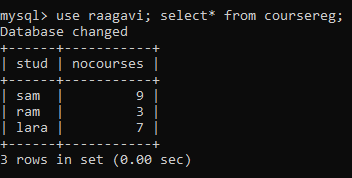 mysql> use raagavi; select* from coursereg;
Database changed
+------+-----------+
| stud | nocourses |
+------+-----------+
| sam  |         9 |
| ram  |         3 |
| lara |         7 |
+------+-----------+
3 rows in set (0.00 sec)